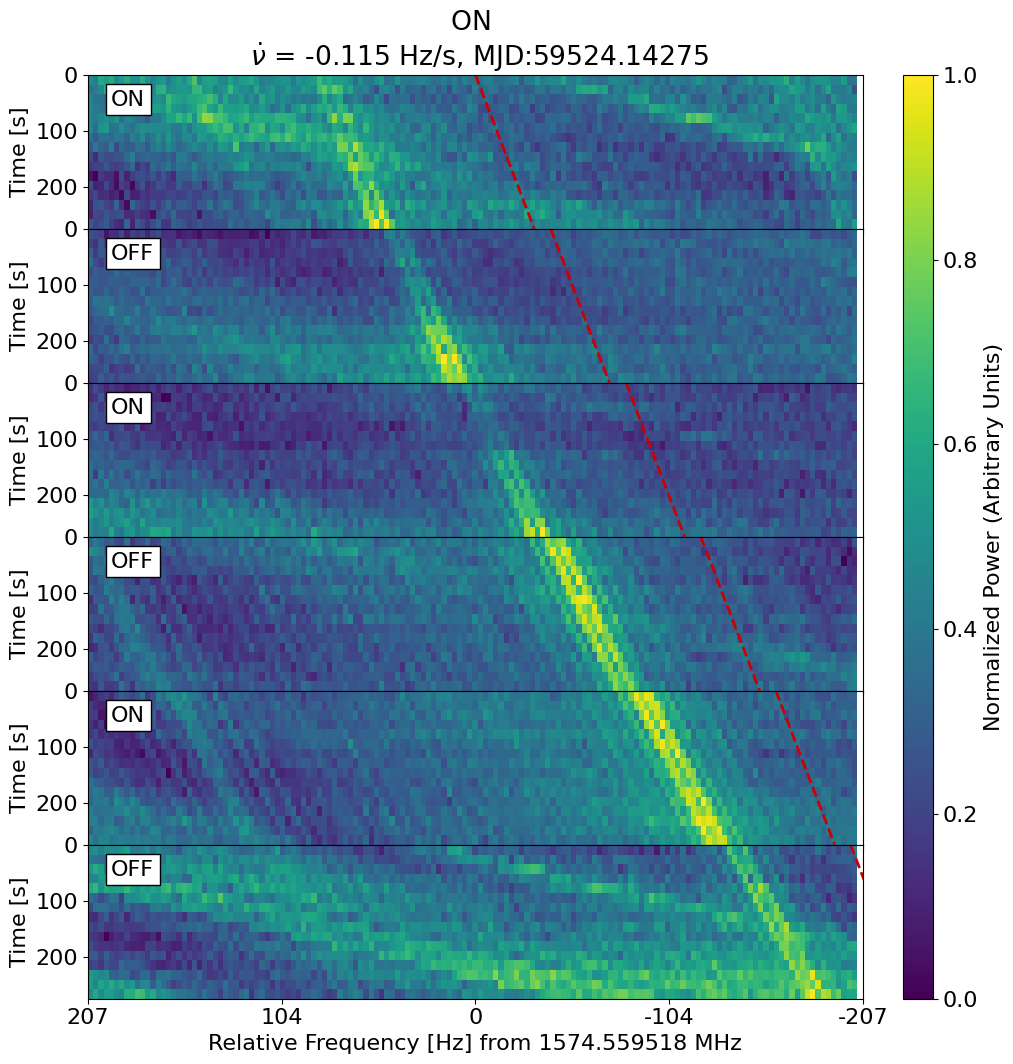 ON
ν̇ = -0.115 Hz/s, MJD:59524.14275
0
ON
100
200
Time [s]
0
OFF
100
200
Time [s]
0
ON
100
200
Time [s]
0
OFF
100
200
Time [s]
0
ON
100
200
Time [s]
0
OFF
100
200
Time [s]
207 104 0 -104 -207
Relative Frequency [Hz] from 1574.559518 MHz
1.0
0.8
0.6
0.4
0.2
0.0
Normalized Power (Arbitrary Units)